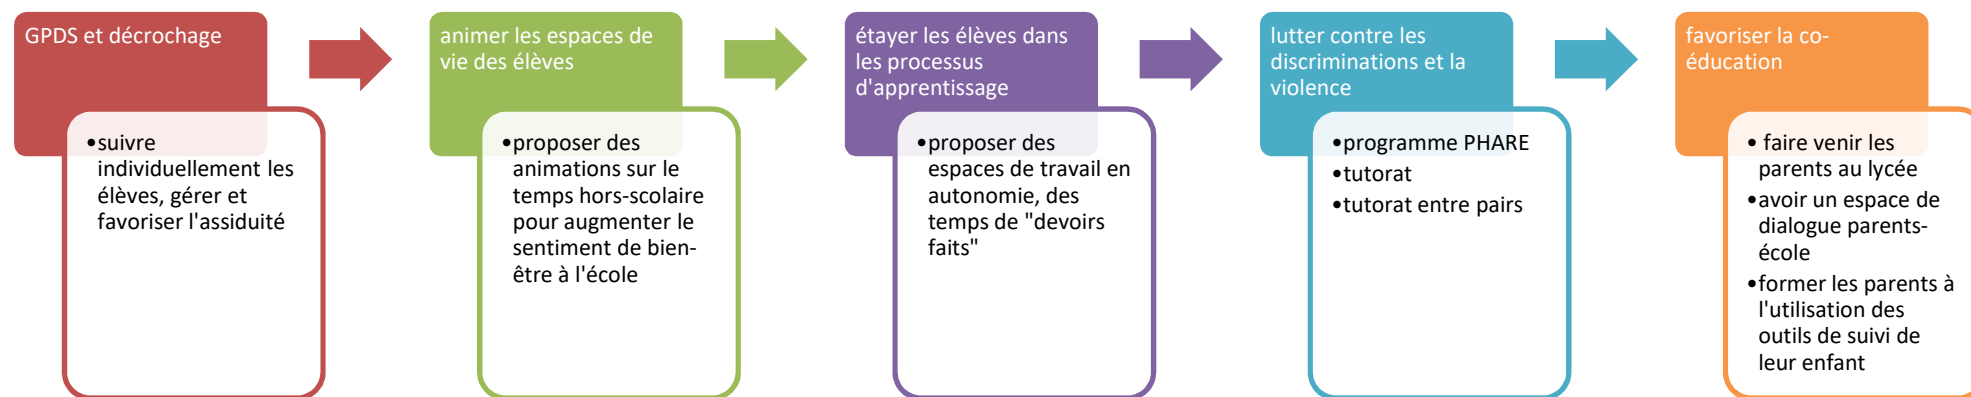 GPDS et décrochage
•suivre
individuellement les
élèves, gérer et
favoriser l'assiduité
animer les espaces de
vie des élèves
•proposer des
animations sur le
temps hors-scolaire
pour augmenter le
sentiment de bien-
être à l'école
étayer les élèves dans
les processus
d'apprentissage
•proposer des
espaces de travail en
autonomie, des
temps de "devoirs
faits"
lutter contre les
discriminations et la
violence
•programme PHARE
•tutorat
•tutorat entre pairs
favoriser la co-
éducation
• faire venir les
parents au lycée
•avoir un espace de
dialogue parents-
école
•former les parents à
l'utilisation des
outils de suivi de
leur enfant